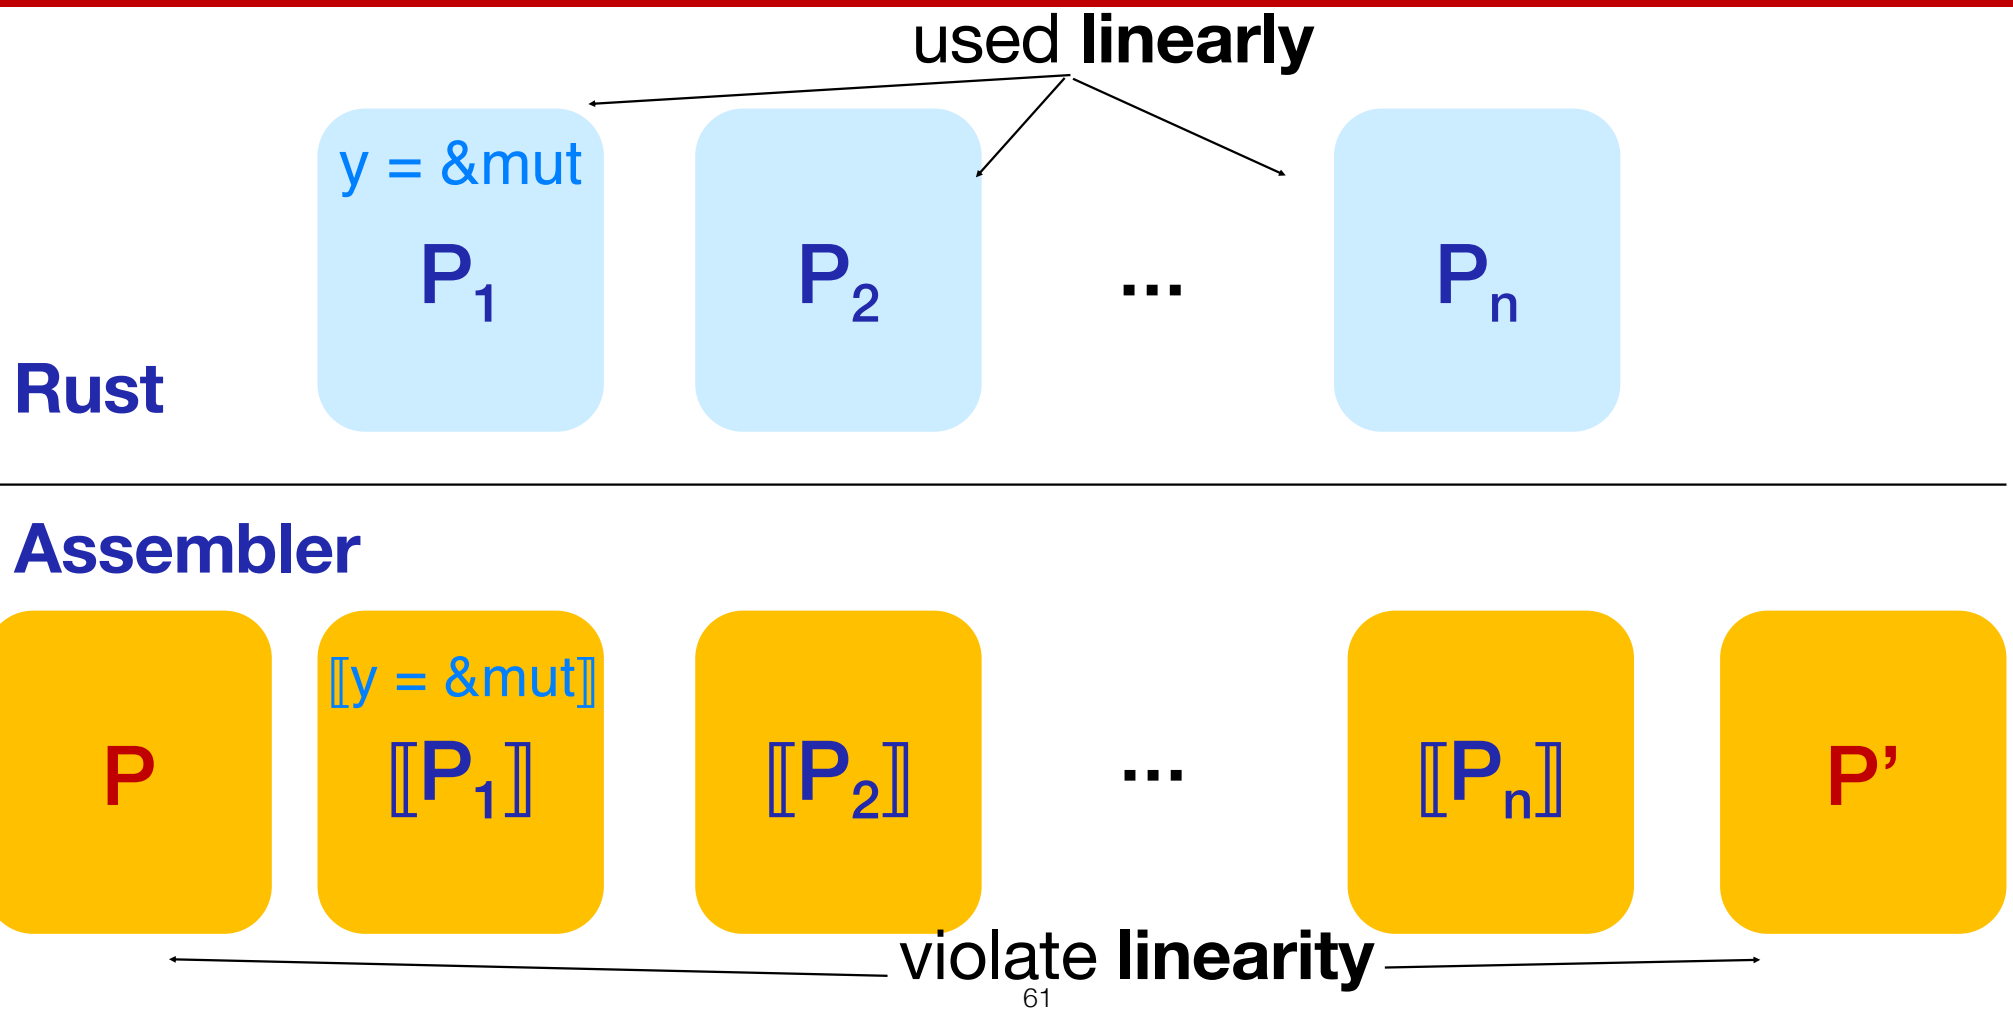 used linearly
y = &mut
P₁
P₂
...
Pₙ
Rust
Assembler
⟦y = &mut⟧
P
⟦P₁⟧
⟦P₂⟧
...
⟦Pₙ⟧
P’
violate linearity
61